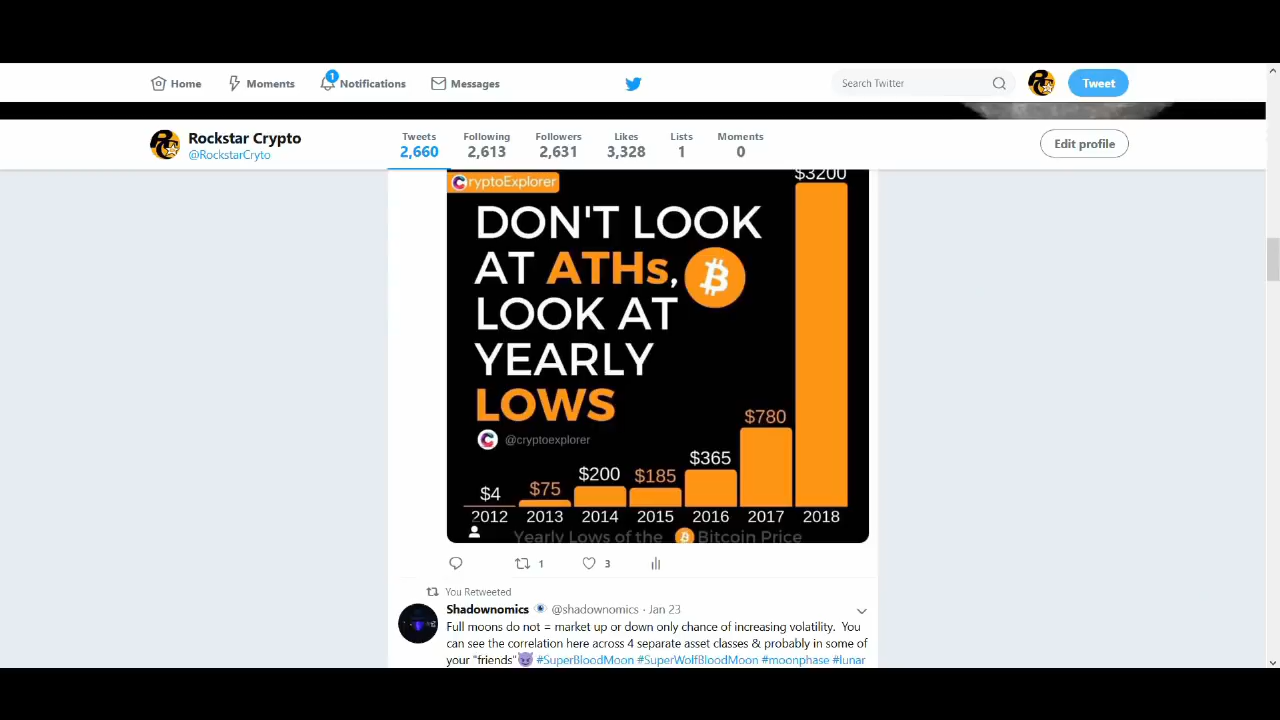 Home Moments 1 Notifications Messages Search Twitter Tweet
Rockstar Crypto
@RockstarCryto
Tweets Following Followers Likes Lists Moments
2,660 2,613 2,631 3,328 1 0
Edit profile
CryptoExplorer
$3200
DON'T LOOK
AT ATHs,
LOOK AT
YEARLY
LOWS
@cryptoexplorer
$4 $75 $200 $185 $365 $780
2012 2013 2014 2015 2016 2017 2018
Yearly Lows of the Bitcoin Price
1 3
You Retweeted
Shadownomics @shadownomics · Jan 23
Full moons do not = market up or down only chance of increasing volatility. You
can see the correlation here across 4 separate asset classes & probably in some of
your "friends"😈 #SuperBloodMoon #SuperWolfBloodMoon #moonphase #lunar